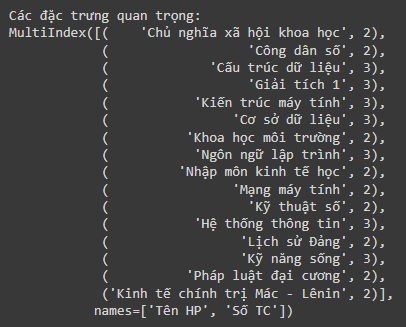 Các đặc trưng quan trọng:
MultiIndex([(    'Chủ nghĩa xã hội khoa học', 2),
(    'Công dân số', 2),
(    'Cấu trúc dữ liệu', 3),
(    'Giải tích 1', 3),
(    'Kiến trúc máy tính', 3),
(    'Cơ sở dữ liệu', 3),
(    'Khoa học môi trường', 2),
(    'Ngôn ngữ lập trình', 3),
(    'Nhập môn kinh tế học', 2),
(    'Mạng máy tính', 2),
(    'Kỹ thuật số', 2),
(    'Hệ thống thông tin', 3),
(    'Lịch sử Đảng', 2),
(    'Kỹ năng sống', 3),
(    'Pháp luật đại cương', 2),
('Kinh tế chính trị Mác - Lênin', 2)],
names=['Tên HP', 'Số TC'])